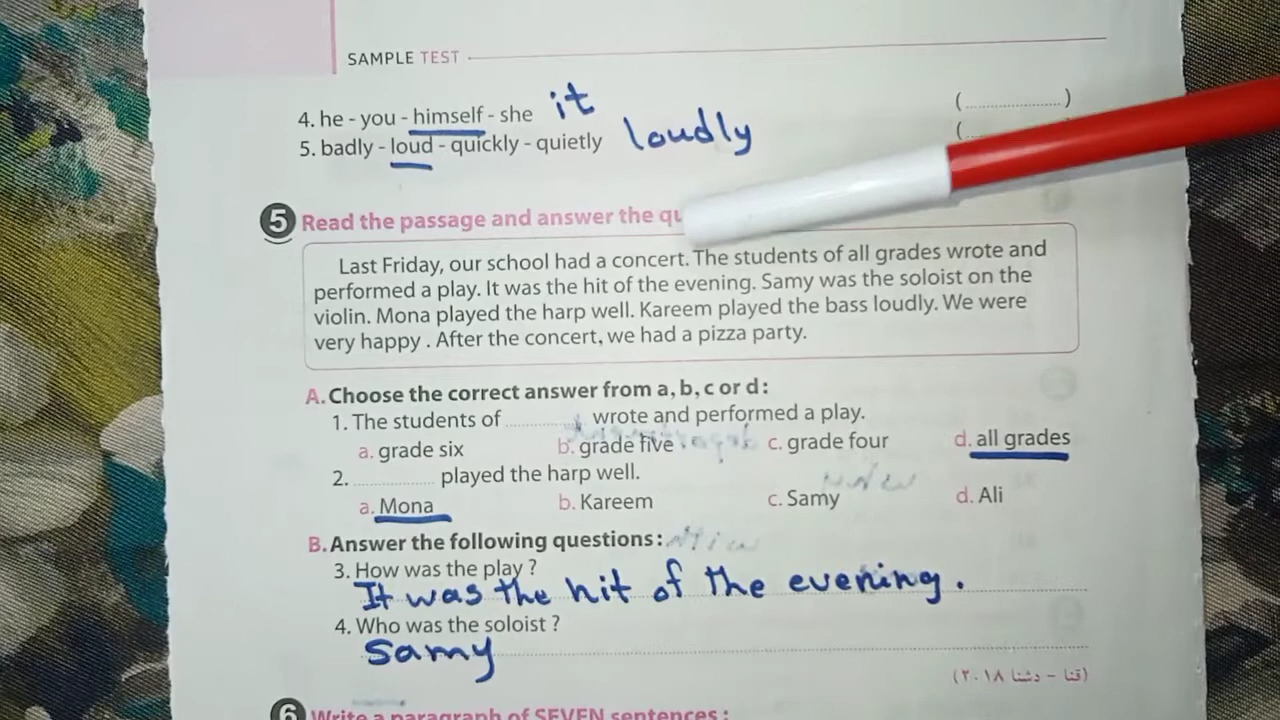 SAMPLE TEST
4. he - you - himself - she it (....................)
5. badly - loud - quickly - quietly loudly (....
5 Read the passage and answer the qu
Last Friday, our school had a concert. The students of all grades wrote and
performed a play. It was the hit of the evening. Samy was the soloist on the
violin. Mona played the harp well. Kareem played the bass loudly. We were
very happy . After the concert, we had a pizza party.
A. Choose the correct answer from a, b, c or d:
1. The students of .................. wrote and performed a play.
a. grade six b. grade five c. grade four d. all grades
2. .................. played the harp well.
a. Mona b. Kareem c. Samy d. Ali
B. Answer the following questions:
3. How was the play ?
It was the hit of the evening.
4. Who was the soloist ?
Samy
(قنا - دشنا ٢٠١٨)
6 Write a paragraph of SEVEN sentences :